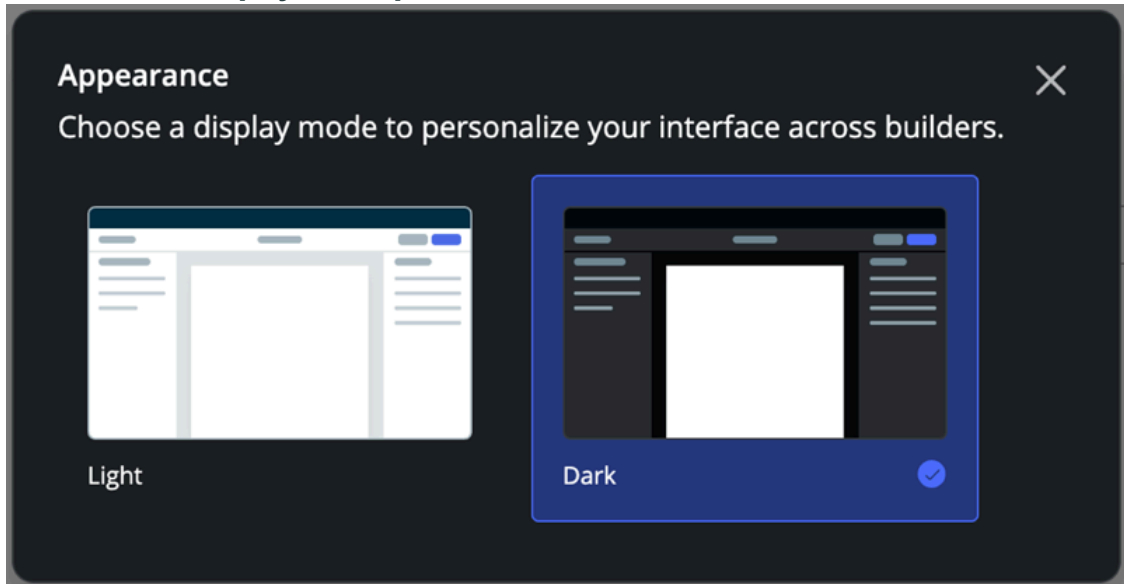 Appearance
Choose a display mode to personalize your interface across builders.
Light
Dark